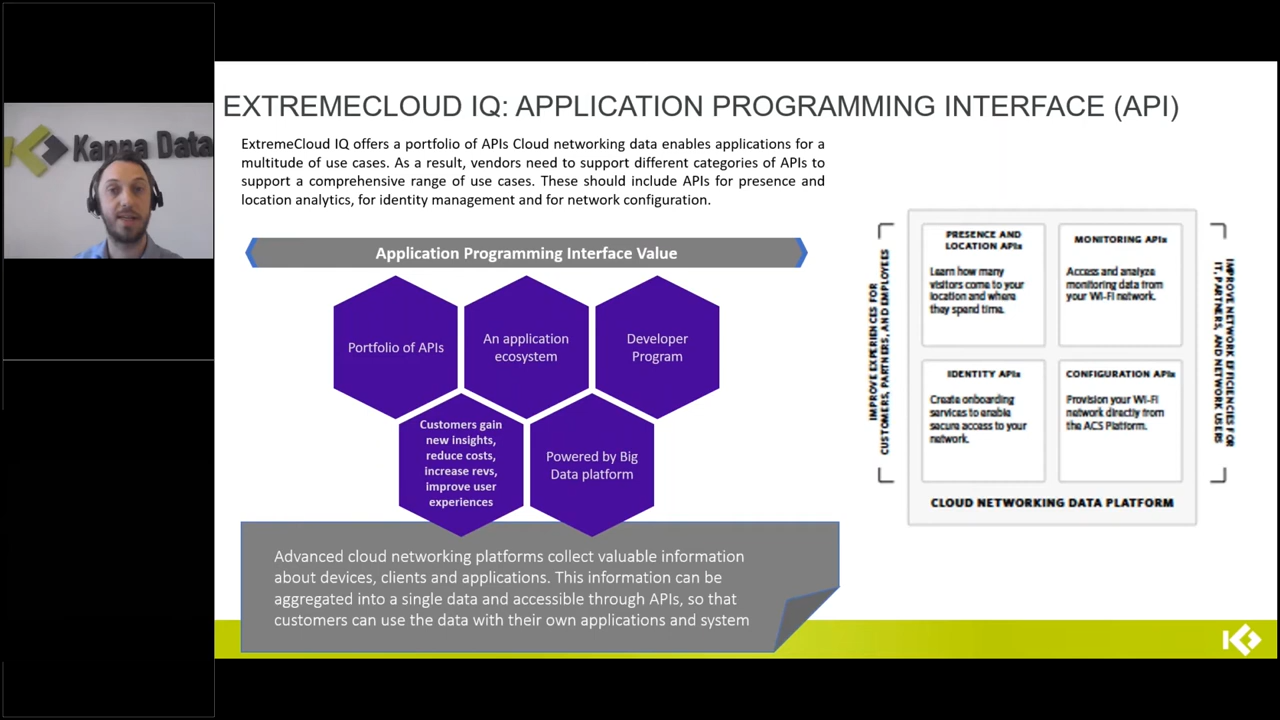 Kappa Data
EXTREMECLOUD IQ: APPLICATION PROGRAMMING INTERFACE (API)
ExtremeCloud IQ offers a portfolio of APIs Cloud networking data enables applications for a
multitude of use cases. As a result, vendors need to support different categories of APIs to
support a comprehensive range of use cases. These should include APIs for presence and
location analytics, for identity management and for network configuration.
Application Programming Interface Value
Portfolio of APIs
An application
ecosystem
Developer
Program
Customers gain
new insights,
reduce costs,
increase revs,
improve user
experiences
Powered by Big
Data platform
Advanced cloud networking platforms collect valuable information
about devices, clients and applications. This information can be
aggregated into a single data and accessible through APIs, so that
customers can use the data with their own applications and system
IMPROVE EXPERIENCES FOR
CUSTOMERS, PARTNERS, AND EMPLOYEES
PRESENCE AND
LOCATION APIs
Learn how many
visitors come to your
location and where
they spend time.
MONITORING APIs
Access and analyze
monitoring data from
your WI-FI network.
IDENTITY APIs
Create onboarding
services to enable
secure access to your
network.
CONFIGURATION APIs
Provision your WI-FI
network directly from
the ACS Platform.
CLOUD NETWORKING DATA PLATFORM
IMPROVE NETWORK EFFICIENCIES FOR
IT, PARTNERS, AND NETWORK USERS